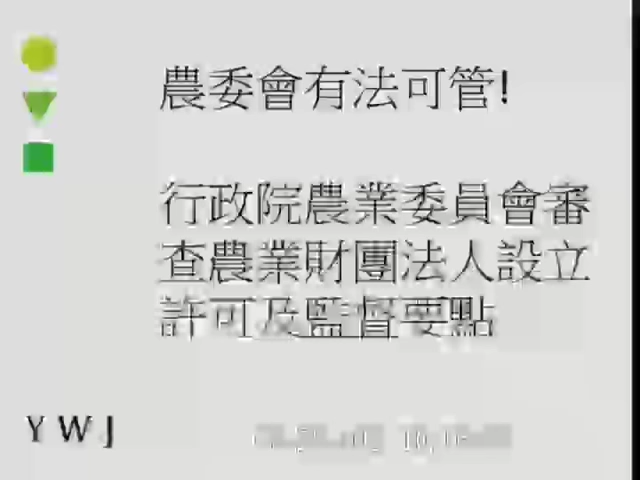 農委會有法可管!
行政院農業委員會審
查農業財團法人設立
許可及監督要點
YWJ